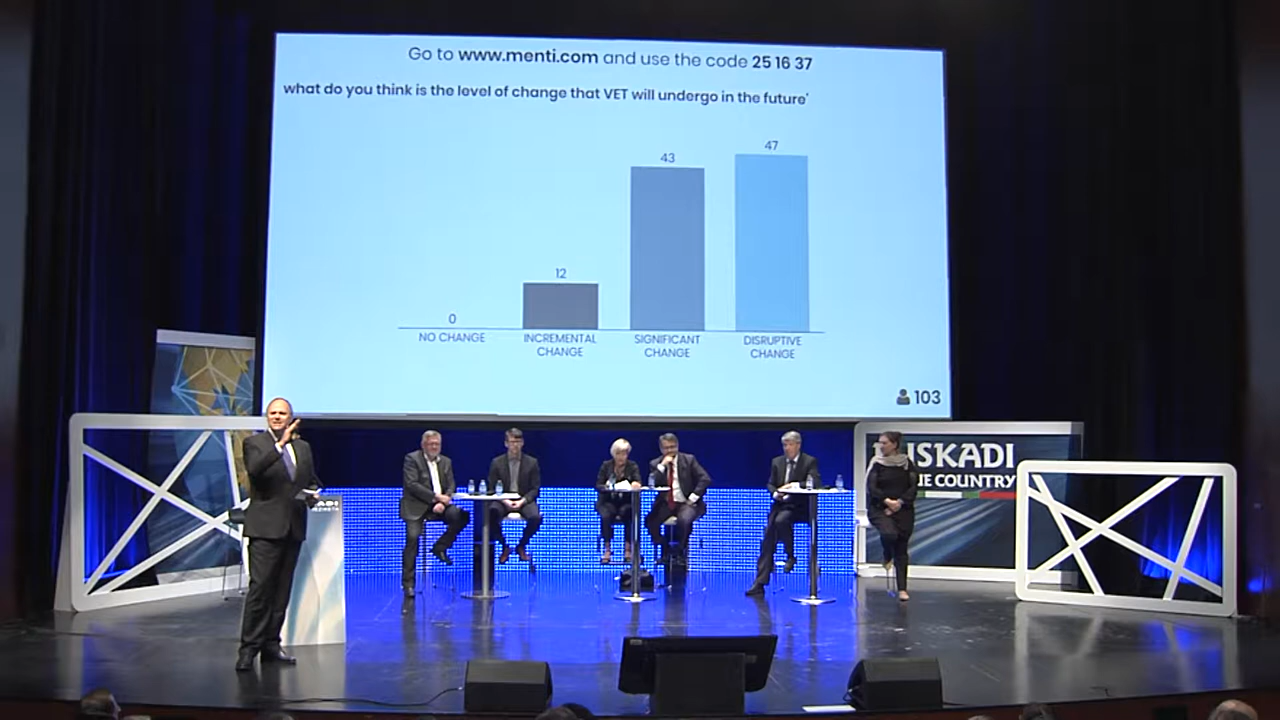 Go to www.menti.com and use the code 25 16 37
what do you think is the level of change that VET will undergo in the future'
0
12
43
47
NO CHANGE
INCREMENTAL CHANGE
SIGNIFICANT CHANGE
DISRUPTIVE CHANGE
103
USKADI
UE COUNTRY